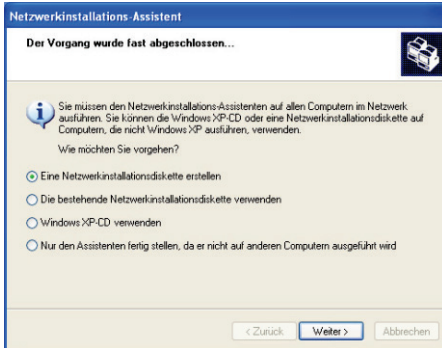 Netzwerkinstallations-Assistent
Der Vorgang wurde fast abgeschlossen...
Sie müssen den Netzwerkinstallations-Assistenten auf allen Computern im Netzwerk
ausführen. Sie können die Windows XP-CD oder eine Netzwerkinstallationsdiskette auf
Computern, die nicht Windows XP ausführen, verwenden.
Wie möchten Sie vorgehen?
Eine Netzwerkinstallationsdiskette erstellen
Die bestehende Netzwerkinstallationsdiskette verwenden
Windows XP-CD verwenden
Nur den Assistenten fertig stellen, da er nicht auf anderen Computern ausgeführt wird
< Zurück Weiter > Abbrechen